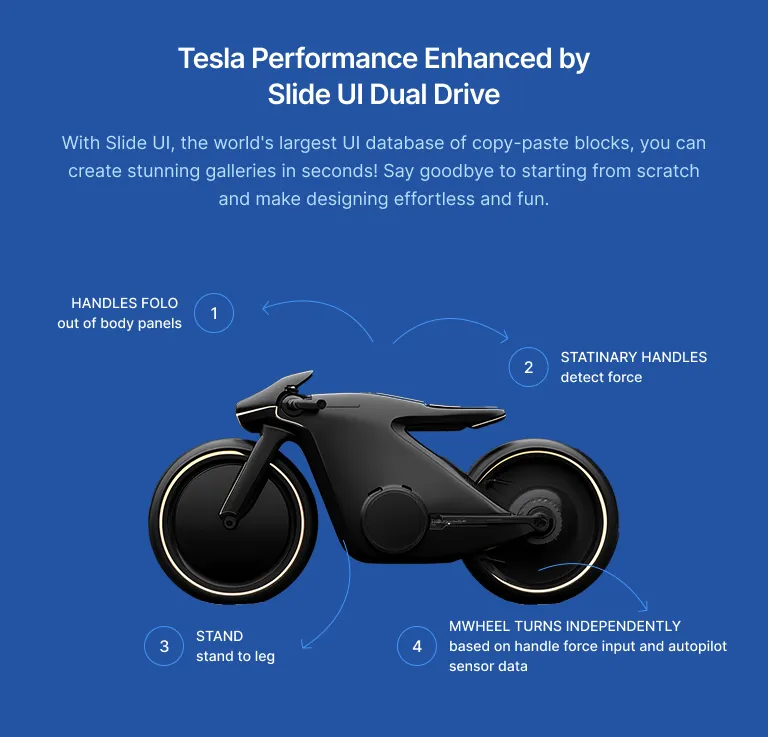 Tesla Performance Enhanced by
Slide UI Dual Drive
With Slide UI, the world's largest UI database of copy-paste blocks, you can
create stunning galleries in seconds! Say goodbye to starting from scratch
and make designing effortless and fun.
HANDLES FOLO
out of body panels
1
2
STATINARY HANDLES
detect force
3
STAND
stand to leg
4
MWHEEL TURNS INDEPENDENTLY
based on handle force input and autopilot
sensor data